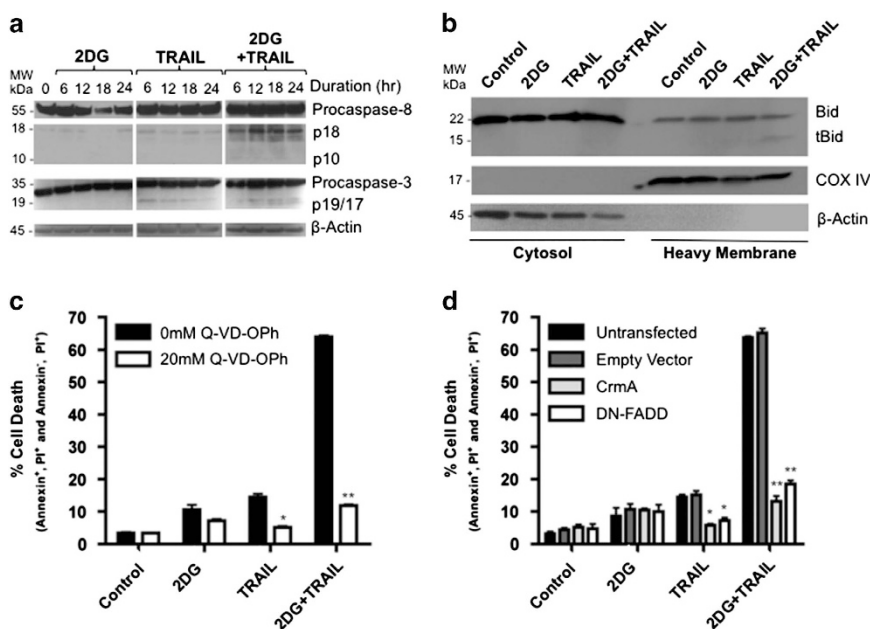 a
2DG TRAIL 2DG
+TRAIL
MW
kDa
0 6 12 18 24 6 12 18 24 6 12 18 24 Duration (hr)
55 Procaspase-8
18 p18
10 p10
35 Procaspase-3
19 p19/17
45 β-Actin
b
MW
kDa
Control 2DG TRAIL 2DG+TRAIL Control 2DG TRAIL 2DG+TRAIL
22 Bid
15 tBid
17 COX IV
45 β-Actin
Cytosol Heavy Membrane
c
% Cell Death
(Annexin⁺, PI⁺ and Annexin⁻, PI⁺)
70
60
50
40
30
20
10
0
0mM Q-VD-OPh
20mM Q-VD-OPh
* **
Control 2DG TRAIL 2DG+TRAIL
d
% Cell Death
(Annexin⁺, PI⁺ and Annexin⁻, PI⁺)
70
60
50
40
30
20
10
0
Untransfected
Empty Vector
CrmA
DN-FADD
* * ** **
Control 2DG TRAIL 2DG+TRAIL